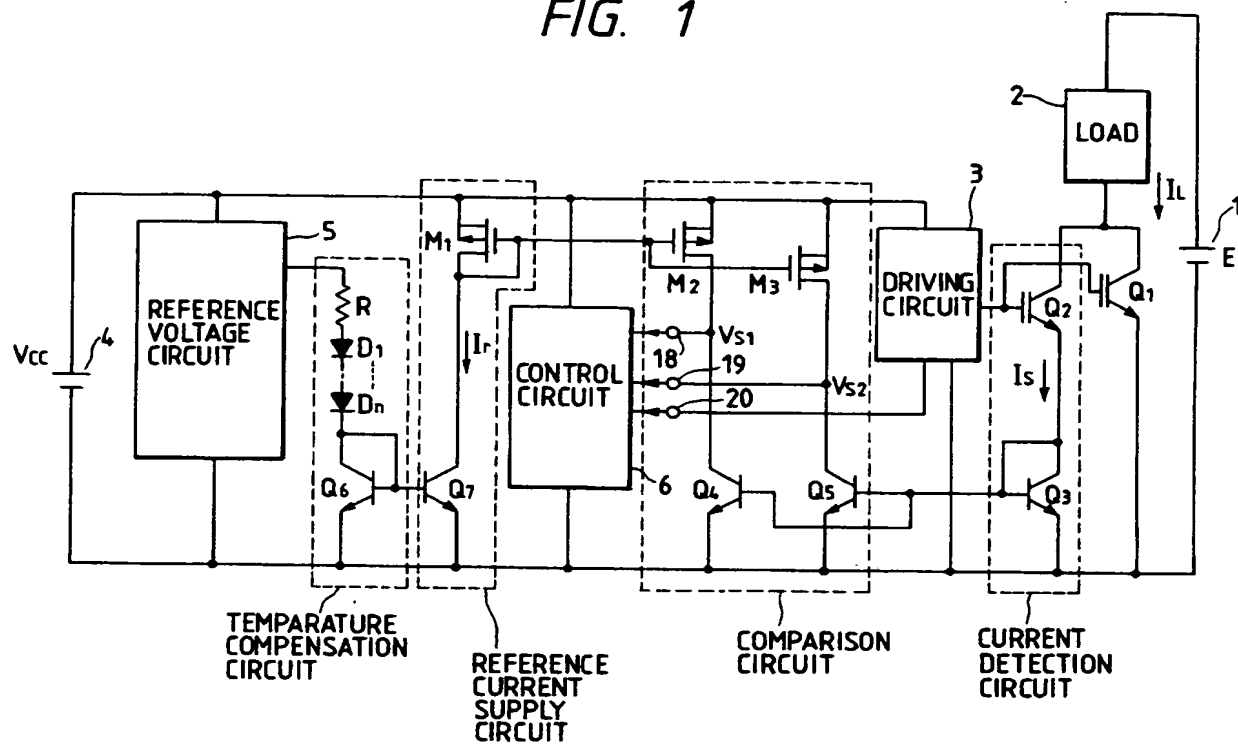 FIG. 1
2
LOAD
IL
1
E
3
DRIVING
CIRCUIT
Q2
Q1
IS
Q3
5
REFERENCE
VOLTAGE
CIRCUIT
4
VCC
R
D1
Dn
Q6
Q7
M1
Ir
CONTROL
CIRCUIT
6
M2
M3
VS1
18
19
VS2
20
Q4
Q5
TEMPARATURE
COMPENSATION
CIRCUIT
REFERENCE
CURRENT
SUPPLY
CIRCUIT
COMPARISON
CIRCUIT
CURRENT
DETECTION
CIRCUIT